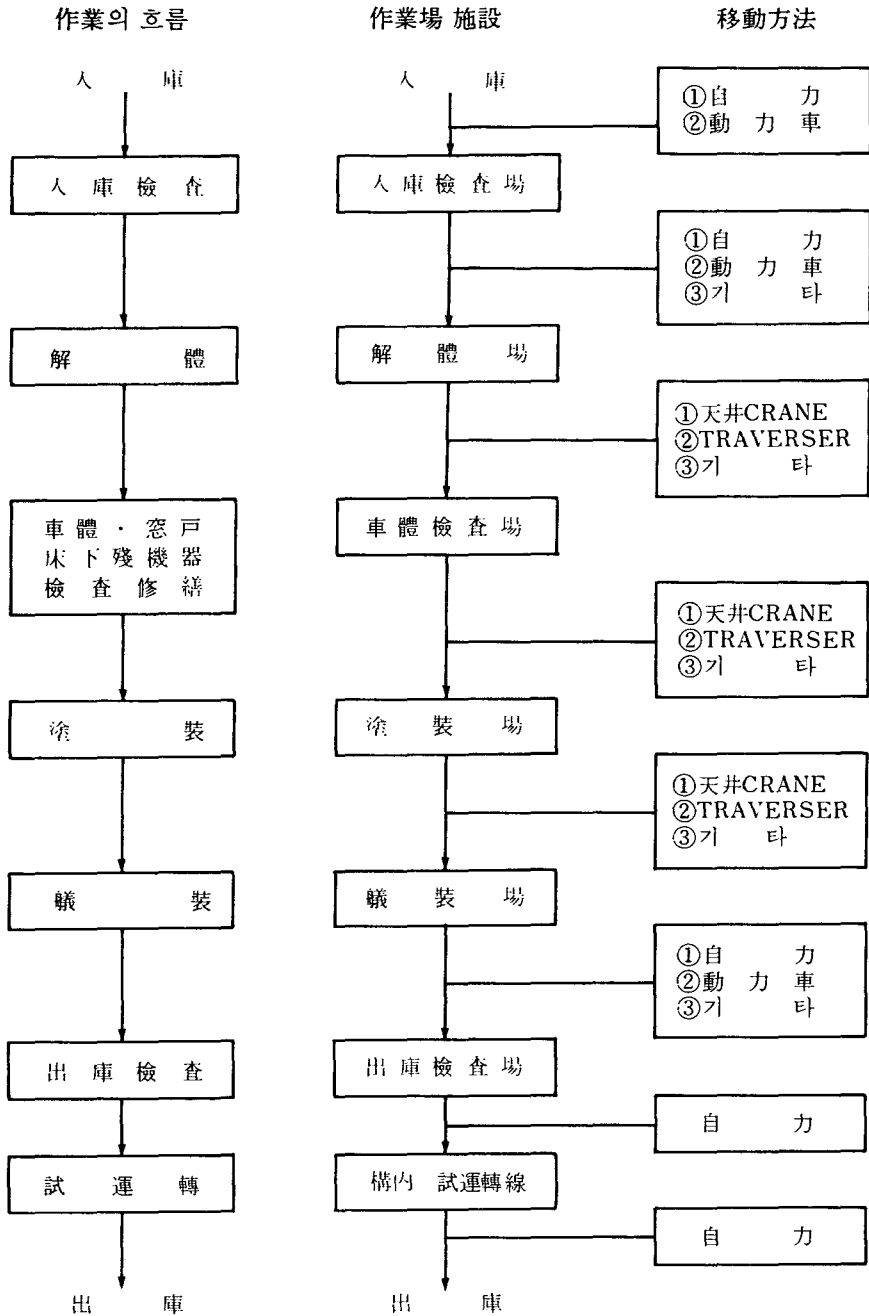 作業의 흐름
入庫
入庫檢査
解體
車體·窓戶
床下殘機器
檢査修繕
塗裝
艤裝
出庫檢査
試運轉
出庫
作業場 施設
入庫
入庫檢査場
解體場
車體檢査場
塗裝場
艤裝場
出庫檢査場
構內 試運轉線
出庫
移動方法
①自力
②動力車
①自力
②動力車
③기타
①天井CRANE
②TRAVERSER
③기타
①天井CRANE
②TRAVERSER
③기타
①天井CRANE
②TRAVERSER
③기타
①自力
②動力車
③기타
自力
自力